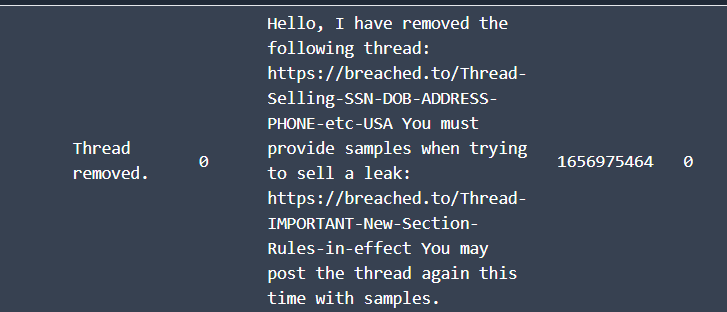 Hello, I have removed the
following thread:
https://breached.to/Thread-
Selling-SSN-DOB-ADDRESS-
PHONE-etc-USA You must
Thread
removed.
0
provide samples when trying
to sell a leak:
1656975464
0
https://breached.to/Thread-
IMPORTANT-New-Section-
Rules-in-effect You may
post the thread again this
time with samples.